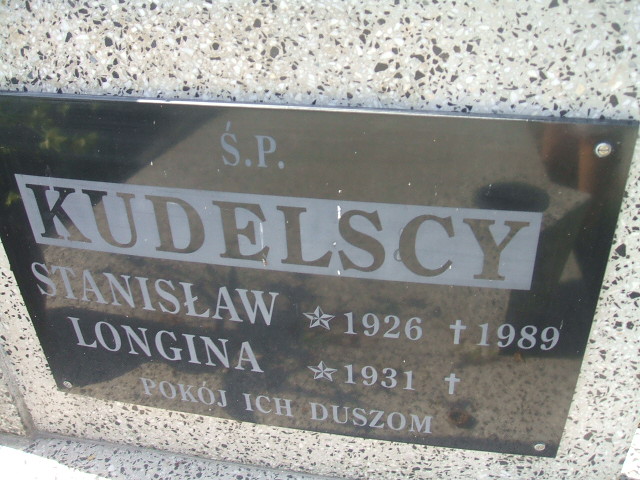 Ś.P.
KUDELSCY
STANISŁAW ☆ 1926 † 1989
LONGINA ☆ 1931 †
POKÓJ ICH DUSZOM